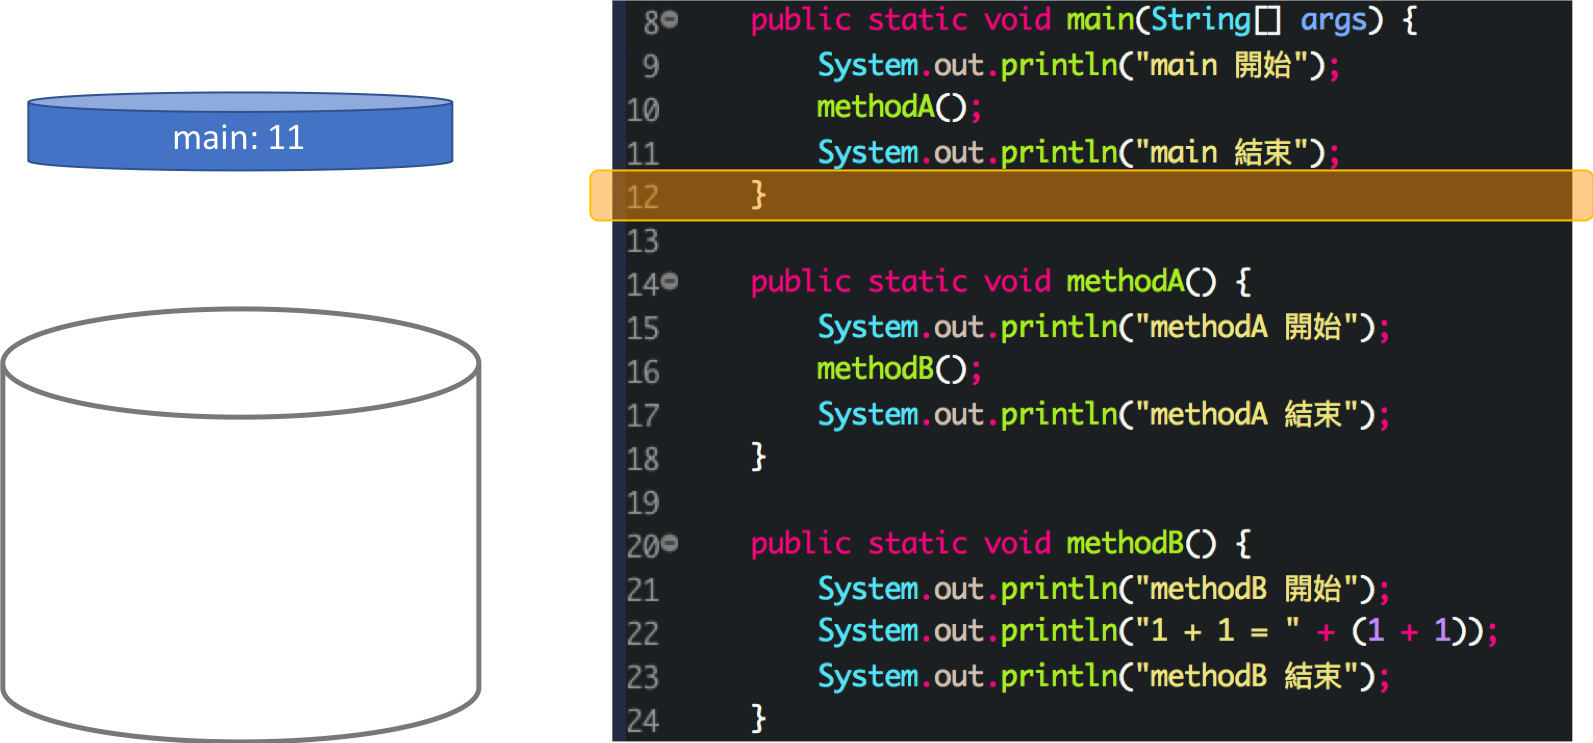 main: 11
8 public static void main(String[] args) {
9 System.out.println("main 開始");
10 methodA();
11 System.out.println("main 結束");
12 }
13
14 public static void methodA() {
15 System.out.println("methodA 開始");
16 methodB();
17 System.out.println("methodA 結束");
18 }
19
20 public static void methodB() {
21 System.out.println("methodB 開始");
22 System.out.println("1 + 1 = " + (1 + 1));
23 System.out.println("methodB 結束");
24 }